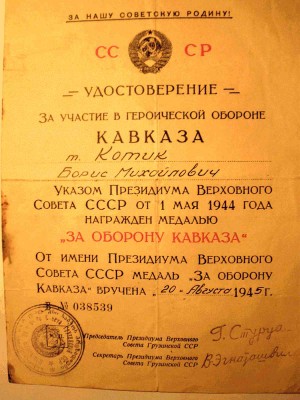 ЗА НАШУ СОВЕТСКУЮ РОДИНУ!
СС СР
— УДОСТОВЕРЕНИЕ —
ЗА УЧАСТИЕ В ГЕРОИЧЕСКОЙ ОБОРОНЕ
КАВКАЗА
т. Котик
Борис Михойлович
УКАЗОМ ПРЕЗИДИУМА ВЕРХОВНОГО
СОВЕТА СССР ОТ 1 МАЯ 1944 ГОДА
НАГРАЖДЕН МЕДАЛЬЮ
"ЗА ОБОРОНУ КАВКАЗА"
ОТ ИМЕНИ ПРЕЗИДИУМА ВЕРХОВНОГО
СОВЕТА СССР МЕДАЛЬ „ЗА ОБОРОНУ
КАВКАЗА" ВРУЧЕНА „20" Августа 1945 г.
№ 038539
Председатель Президиума Верховного
Совета Грузинской ССР
Г. Стуруа
Секретарь Президиума Верховного
Совета Грузинской ССР
В. Эгнаташвили